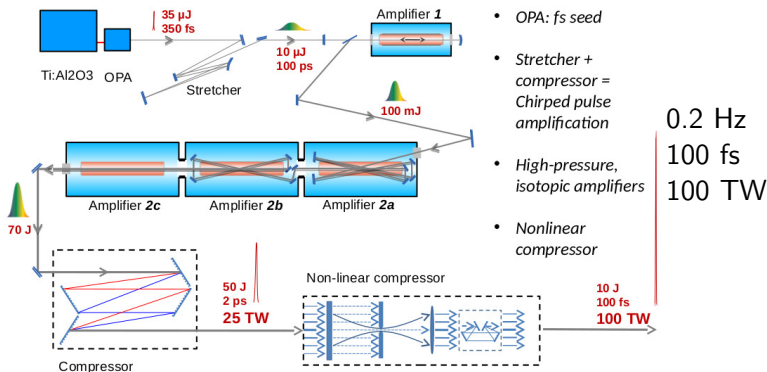 35 µJ
350 fs
Ti:Al2O3
OPA
Stretcher
10 µJ
100 ps
Amplifier 1
100 mJ
Amplifier 2c
Amplifier 2b
Amplifier 2a
70 J
Compressor
50 J
2 ps
25 TW
Non-linear compressor
10 J
100 fs
100 TW
• OPA: fs seed
• Stretcher +
compressor =
Chirped pulse
amplification
• High-pressure,
isotopic amplifiers
• Nonlinear
compressor
0.2 Hz
100 fs
100 TW